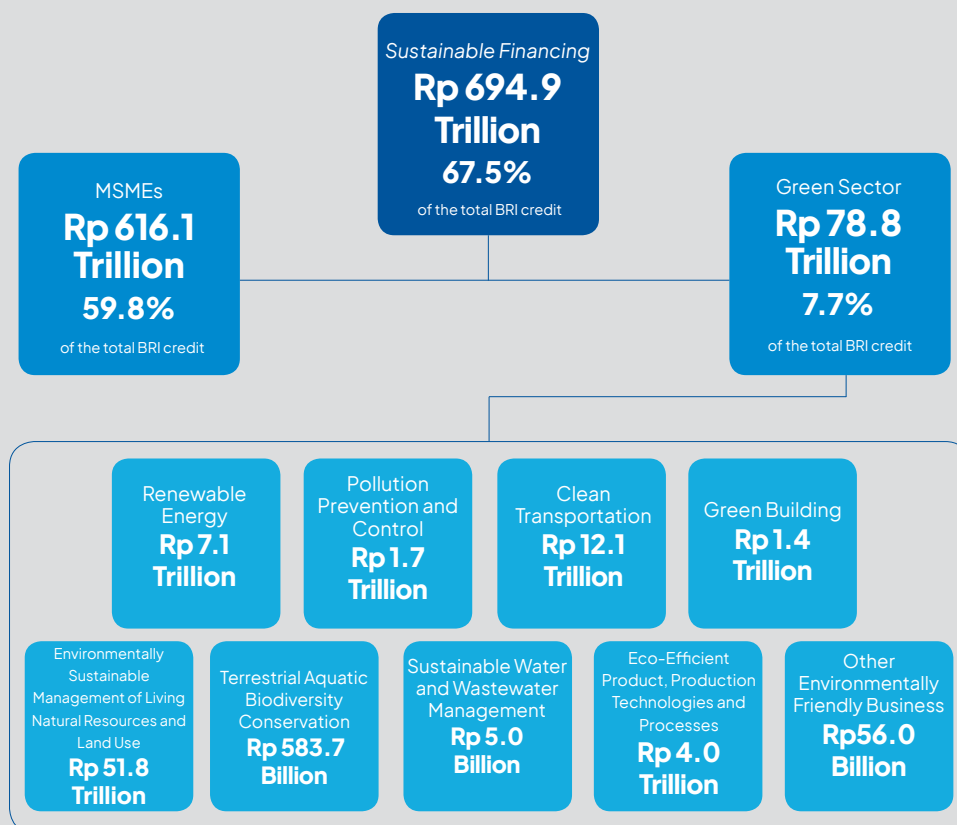 Sustainable Financing
Rp 694.9
Trillion
67.5%
of the total BRI credit
MSMEs
Rp 616.1
Trillion
59.8%
of the total BRI credit
Green Sector
Rp 78.8
Trillion
7.7%
of the total BRI credit
Renewable
Energy
Rp 7.1
Trillion
Pollution
Prevention and
Control
Rp 1.7
Trillion
Clean
Transportation
Rp 12.1
Trillion
Green Building
Rp 1.4
Trillion
Environmentally
Sustainable
Management of Living
Natural Resources and
Land Use
Rp 51.8
Trillion
Terrestrial Aquatic
Biodiversity
Conservation
Rp 583.7
Billion
Sustainable Water
and Wastewater
Management
Rp 5.0
Billion
Eco-Efficient
Product, Production
Technologies and
Processes
Rp 4.0
Trillion
Other
Environmentally
Friendly Business
Rp56.0
Billion